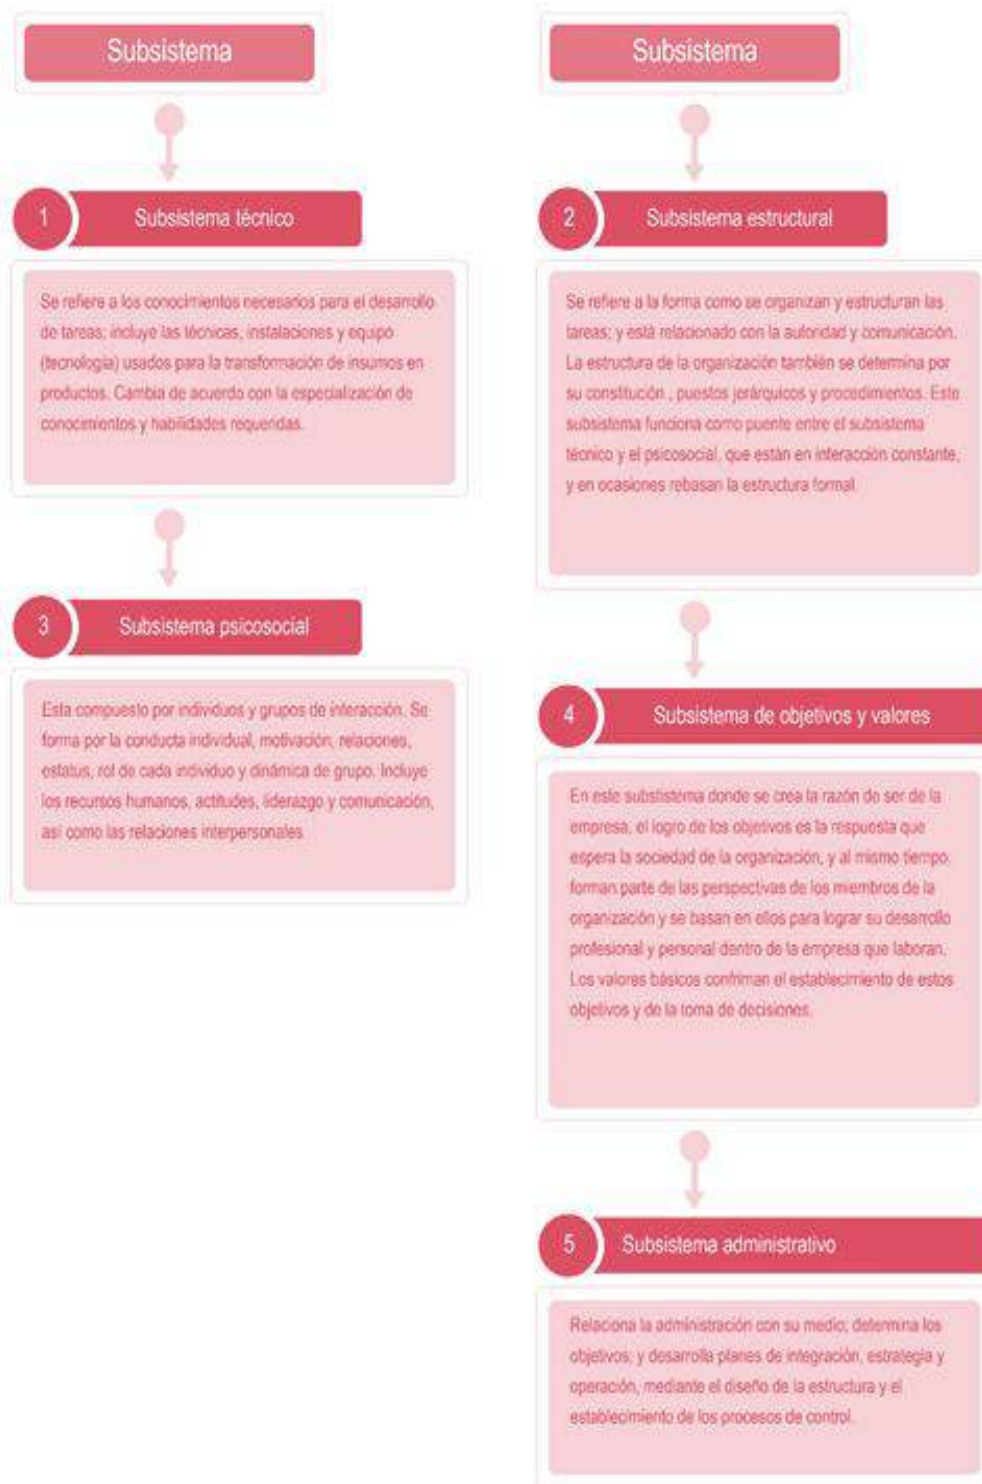 Subsistema
1
Subsistema técnico
Se refiere a los conocimientos necesarios para el desarrollo
de tareas; incluye las técnicas, instalaciones y equipo
(tecnología) usados para la transformación de insumos en
productos. Cambia de acuerdo con la especialización de
conocimientos y habilidades requeridas.
3
Subsistema psicosocial
Esta compuesto por individuos y grupos de interacción. Se
forma por la conducta individual, motivación, relaciones,
estatus, rol de cada individuo y dinámica de grupo. Incluye
los recursos humanos, actitudes, liderazgo y comunicación,
así como las relaciones interpersonales
Subsistema
2
Subsistema estructural
Se refiere a la forma como se organizan y estructuran las
tareas; y está relacionado con la autoridad y comunicación.
La estructura de la organización también se determina por
su constitución , puestos jerárquicos y procedimientos. Este
subsistema funciona como puente entre el subsistema
técnico y el psicosocial, que están en interacción constante,
y en ocasiones rebasan la estructura formal.
4
Subsistema de objetivos y valores
En este substistema donde se crea la razón de ser de la
empresa, el logro de los objetivos es la respuesta que
espera la sociedad de la organización, y al mismo tiempo,
forman parte de las perspectivas de los miembros de la
organización y se basan en ellos para lograr su desarrollo
profesional y personal dentro de la empresa que laboran.
Los valores básicos confriman el establecimiento de estos
objetivos y de la toma de decisiones.
5
Subsistema administrativo
Relaciona la administración con su medio; determina los
objetivos; y desarrolla planes de integración, estrategia y
operación, mediante el diseño de la estructura y el
establecimiento de los procesos de control.